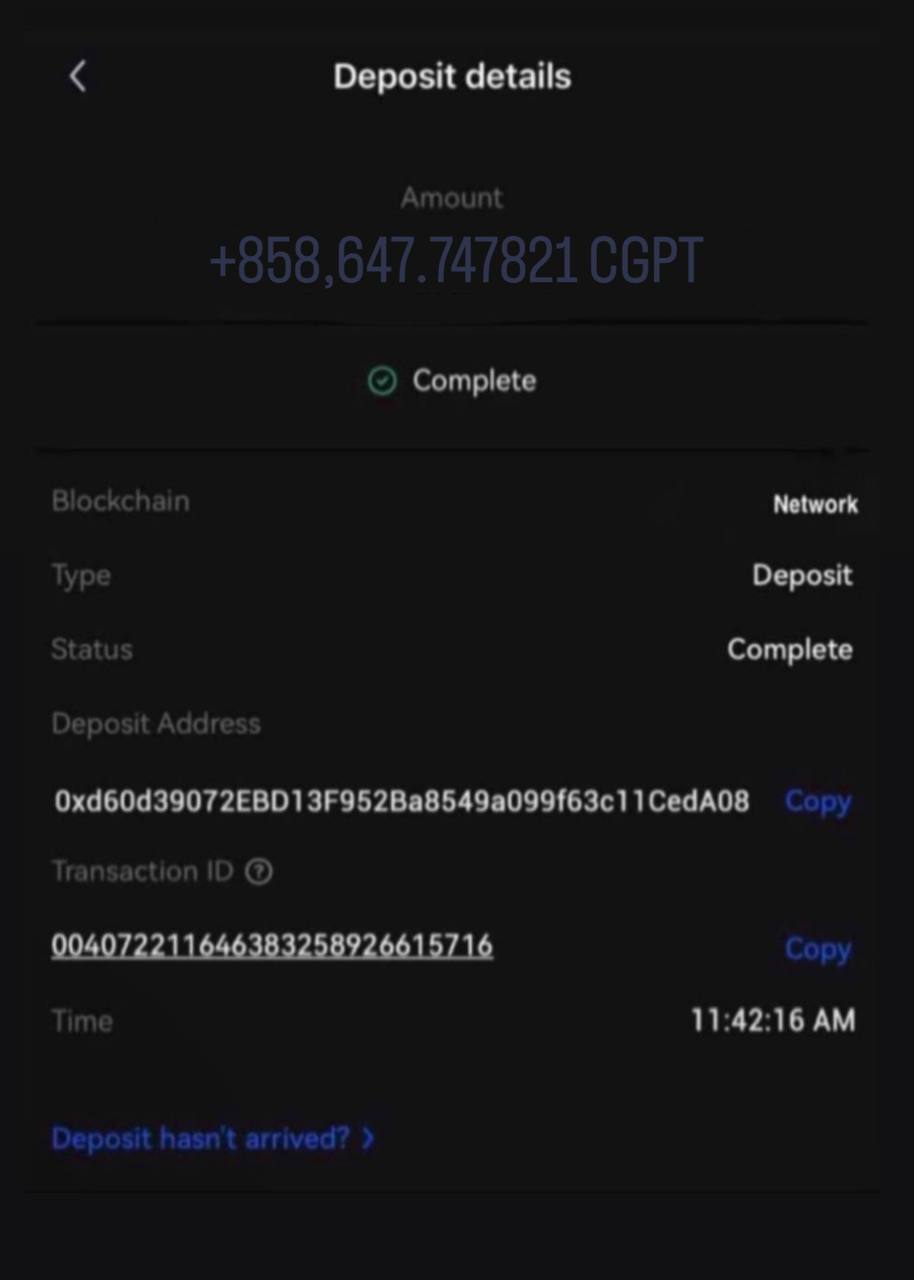 Deposit details
Amount
+858,647.747821 CGPT
Complete
Blockchain Network
Type Deposit
Status Complete
Deposit Address
0xd60d39072EBD13F952Ba8549a099f63c11CedA08 Copy
Transaction ID ?
004072211646383258926615716 Copy
Time 11:42:16 AM
Deposit hasn't arrived? >